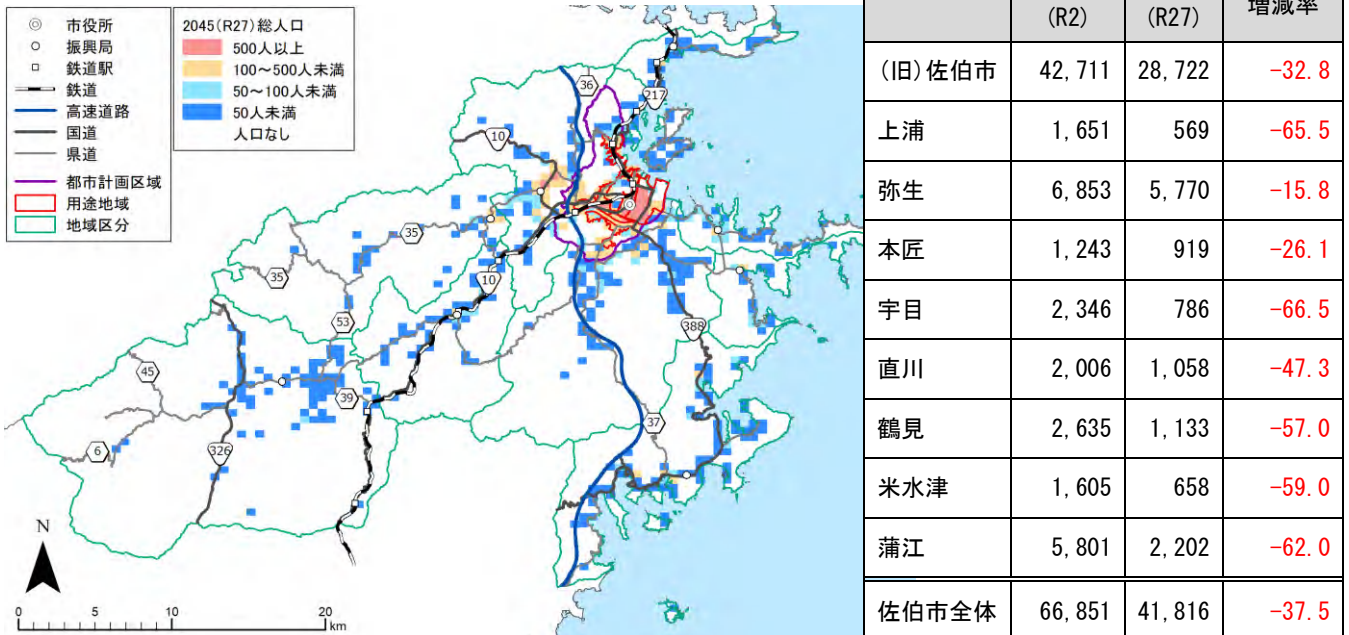 市役所
振興局
鉄道駅
鉄道
高速道路
国道
県道
都市計画区域
用途地域
地域区分
2045(R27)総人口
500人以上
100～500人未満
50～100人未満
50人未満
人口なし
36
217
10
35
35
10
53
388
45
39
37
6
326
N
0 5 10 20
km
(R2) (R27) 増減率
(旧)佐伯市 42,711 28,722 -32.8
上浦 1,651 569 -65.5
弥生 6,853 5,770 -15.8
本匠 1,243 919 -26.1
宇目 2,346 786 -66.5
直川 2,006 1,058 -47.3
鶴見 2,635 1,133 -57.0
米水津 1,605 658 -59.0
蒲江 5,801 2,202 -62.0
佐伯市全体 66,851 41,816 -37.5